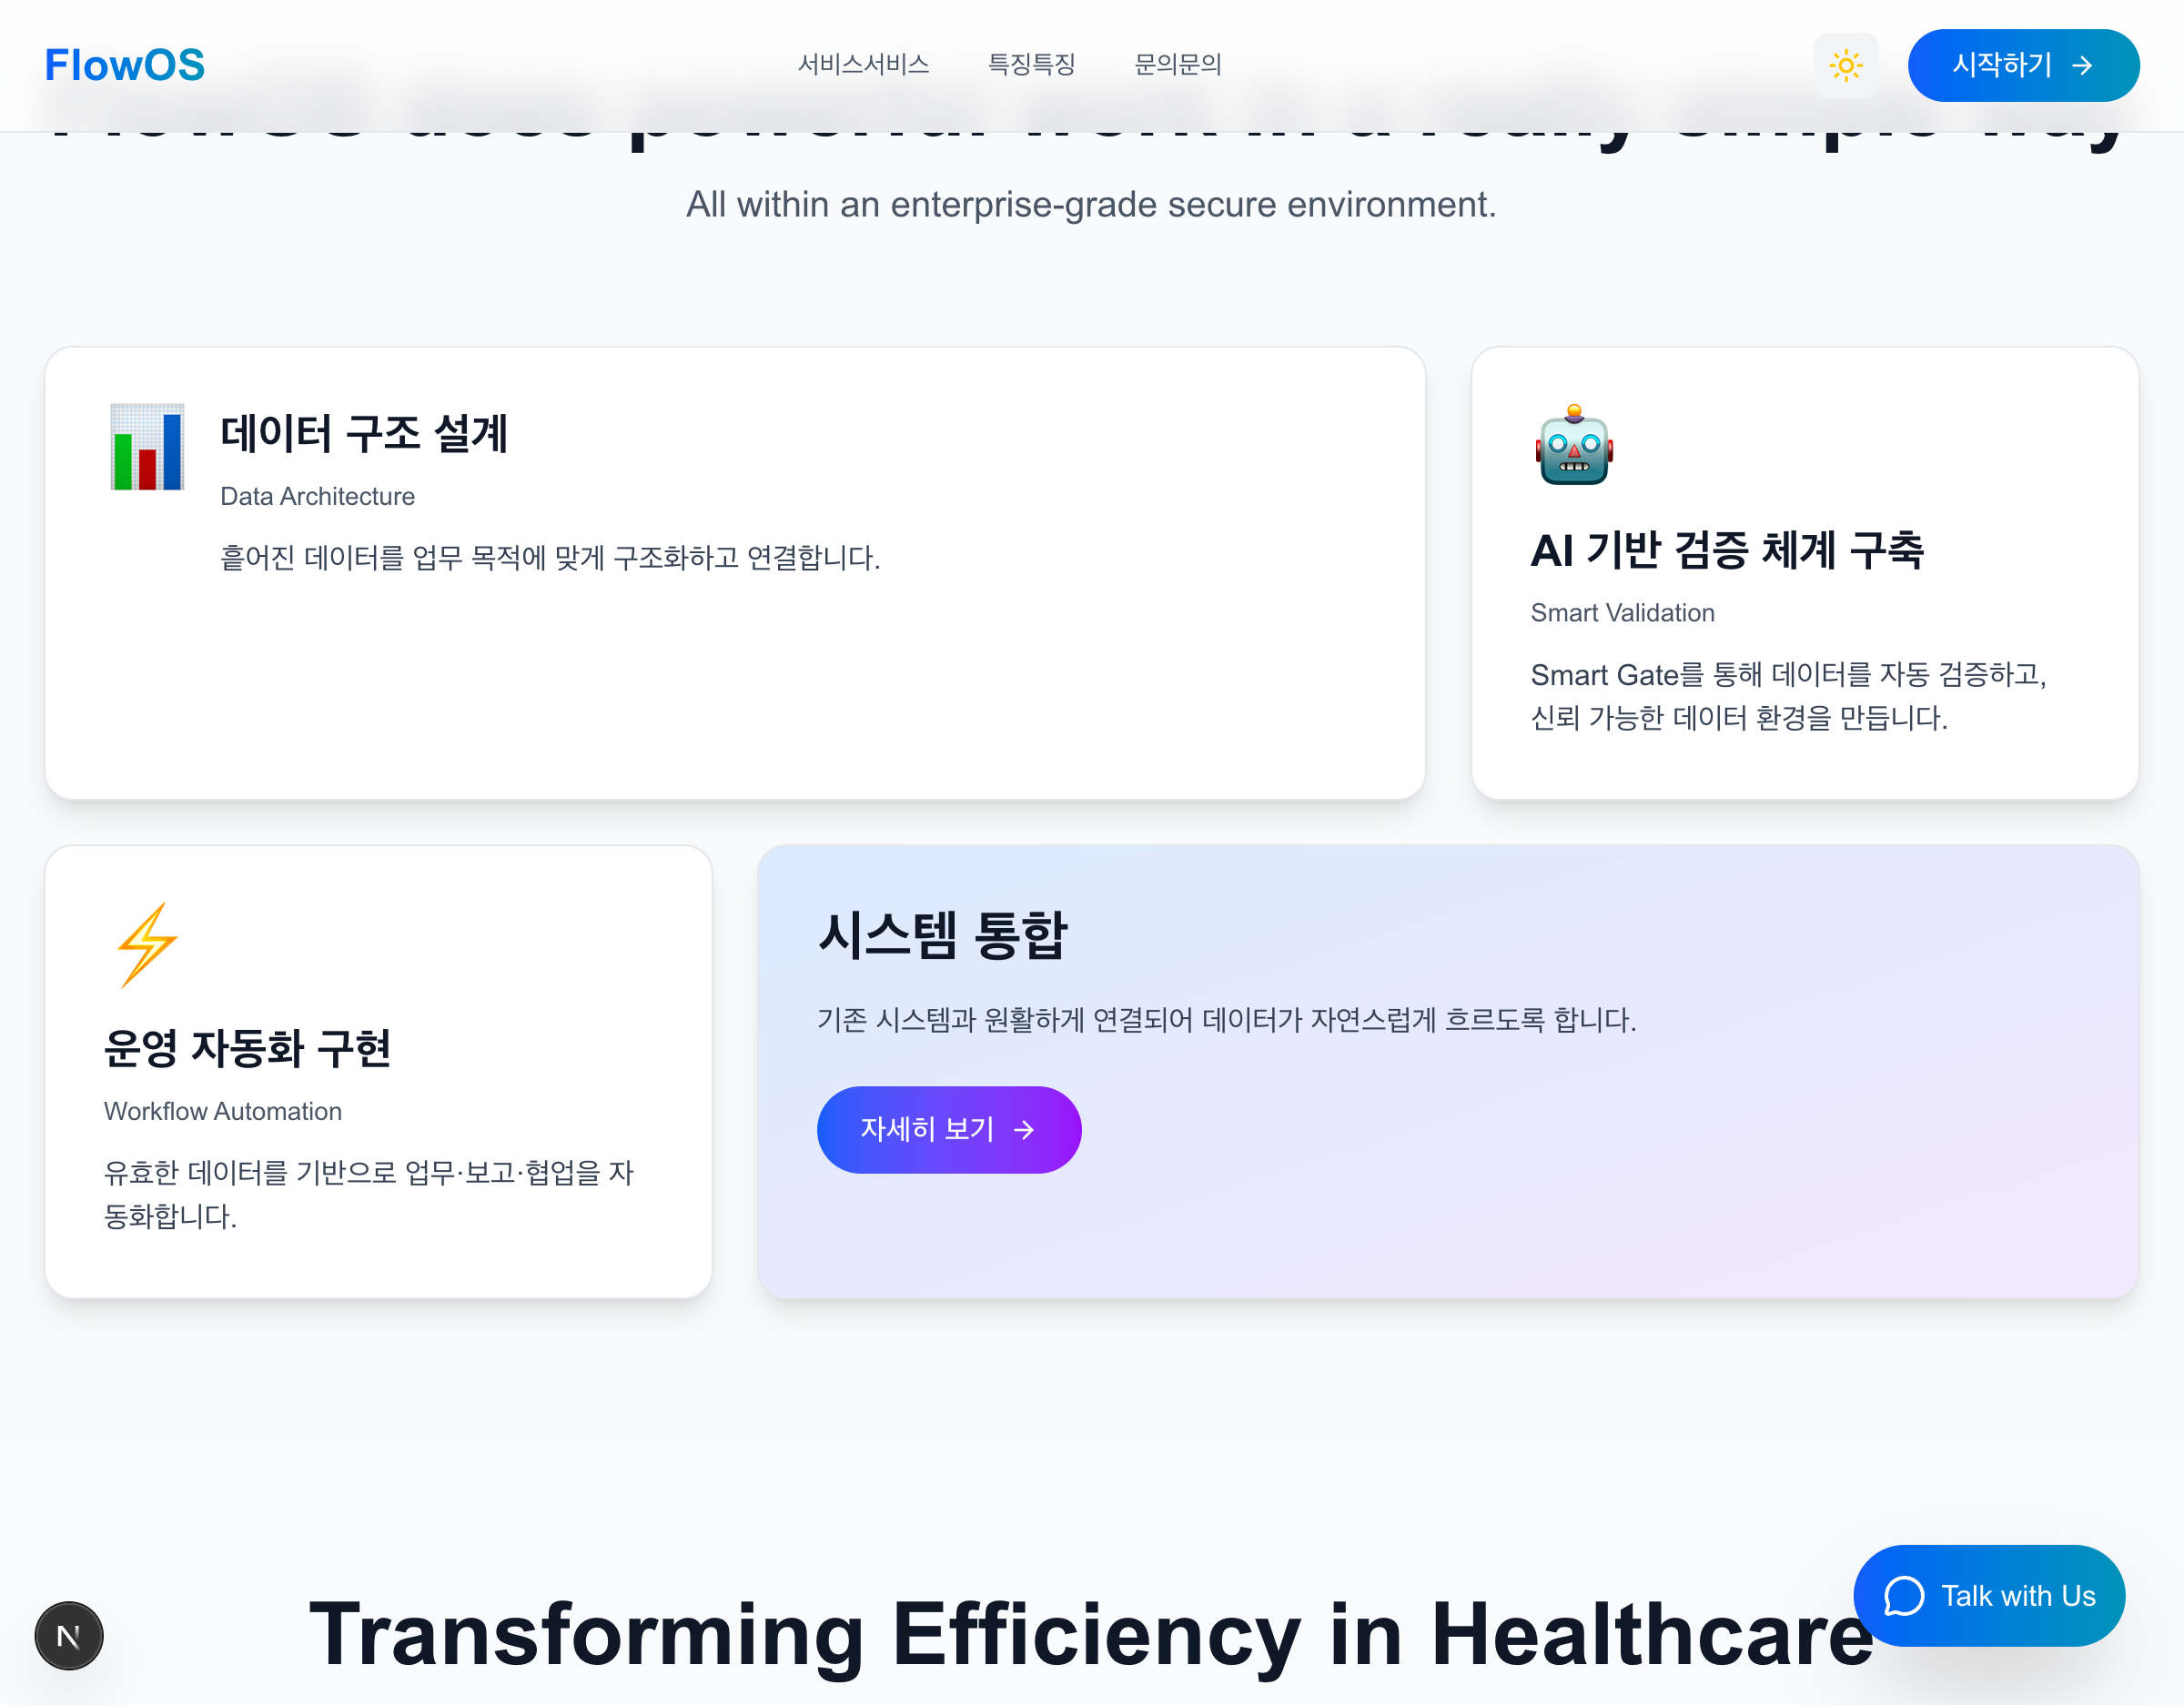 FlowOS
서비스서비스
특징특징
문의문의
시작하기
FlowOS does powerful work in a really simple way
All within an enterprise-grade secure environment.
데이터 구조 설계
Data Architecture
흩어진 데이터를 업무 목적에 맞게 구조화하고 연결합니다.
AI 기반 검증 체계 구축
Smart Validation
Smart Gate를 통해 데이터를 자동 검증하고,
신뢰 가능한 데이터 환경을 만듭니다.
운영 자동화 구현
Workflow Automation
유효한 데이터를 기반으로 업무·보고·협업을 자
동화합니다.
시스템 통합
기존 시스템과 원활하게 연결되어 데이터가 자연스럽게 흐르도록 합니다.
자세히 보기
Talk with Us
Transforming Efficiency in Healthcare
N